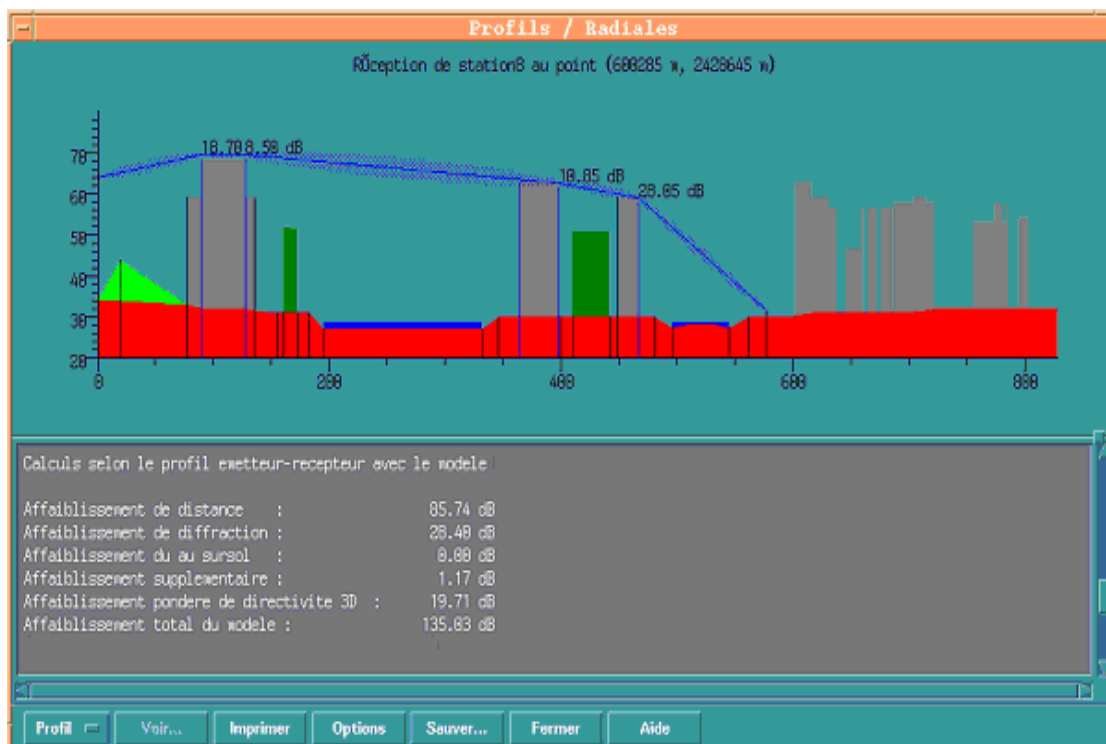 Profils / Radiales
RŬception de station8 au point (600285 m, 2428645 m)
10.70 8.50 dB
10.85 dB
28.05 dB
70
60
50
40
30
20
0
200
400
600
800
Calculs selon le profil emetteur-recepteur avec le modele
Affaiblissement de distance : 85.74 dB
Affaiblissement de diffraction : 28.40 dB
Affaiblissement du au sursol : 0.00 dB
Affaiblissement supplementaire : 1.17 dB
Affaiblissement pondere de directivite 3D : 19.71 dB
Affaiblissement total du modele : 135.03 dB
Profil
Voir...
Imprimer
Options
Sauver...
Fermer
Aide